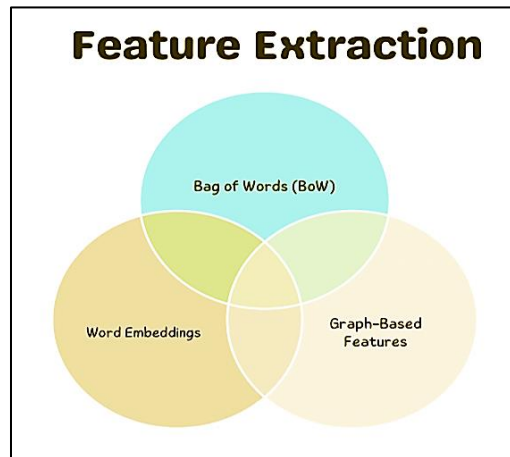 Feature Extraction
Bag of Words (BoW)
Word Embeddings
Graph-Based
Features